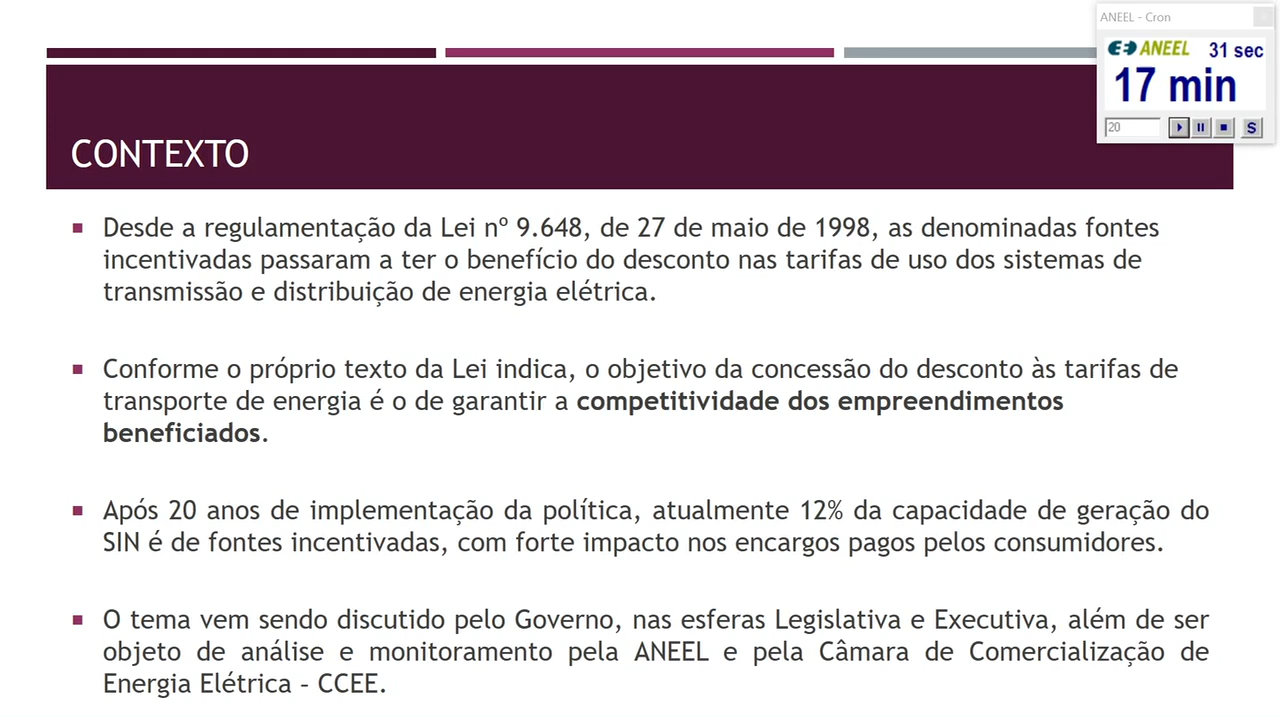 ANEEL - Cron
ANEEL 31 sec
17 min
20
S
CONTEXTO
Desde a regulamentação da Lei nº 9.648, de 27 de maio de 1998, as denominadas fontes
incentivadas passaram a ter o benefício do desconto nas tarifas de uso dos sistemas de
transmissão e distribuição de energia elétrica.
Conforme o próprio texto da Lei indica, o objetivo da concessão do desconto às tarifas de
transporte de energia é o de garantir a competitividade dos empreendimentos
beneficiados.
Após 20 anos de implementação da política, atualmente 12% da capacidade de geração do
SIN é de fontes incentivadas, com forte impacto nos encargos pagos pelos consumidores.
O tema vem sendo discutido pelo Governo, nas esferas Legislativa e Executiva, além de ser
objeto de análise e monitoramento pela ANEEL e pela Câmara de Comercialização de
Energia Elétrica – CCEE.